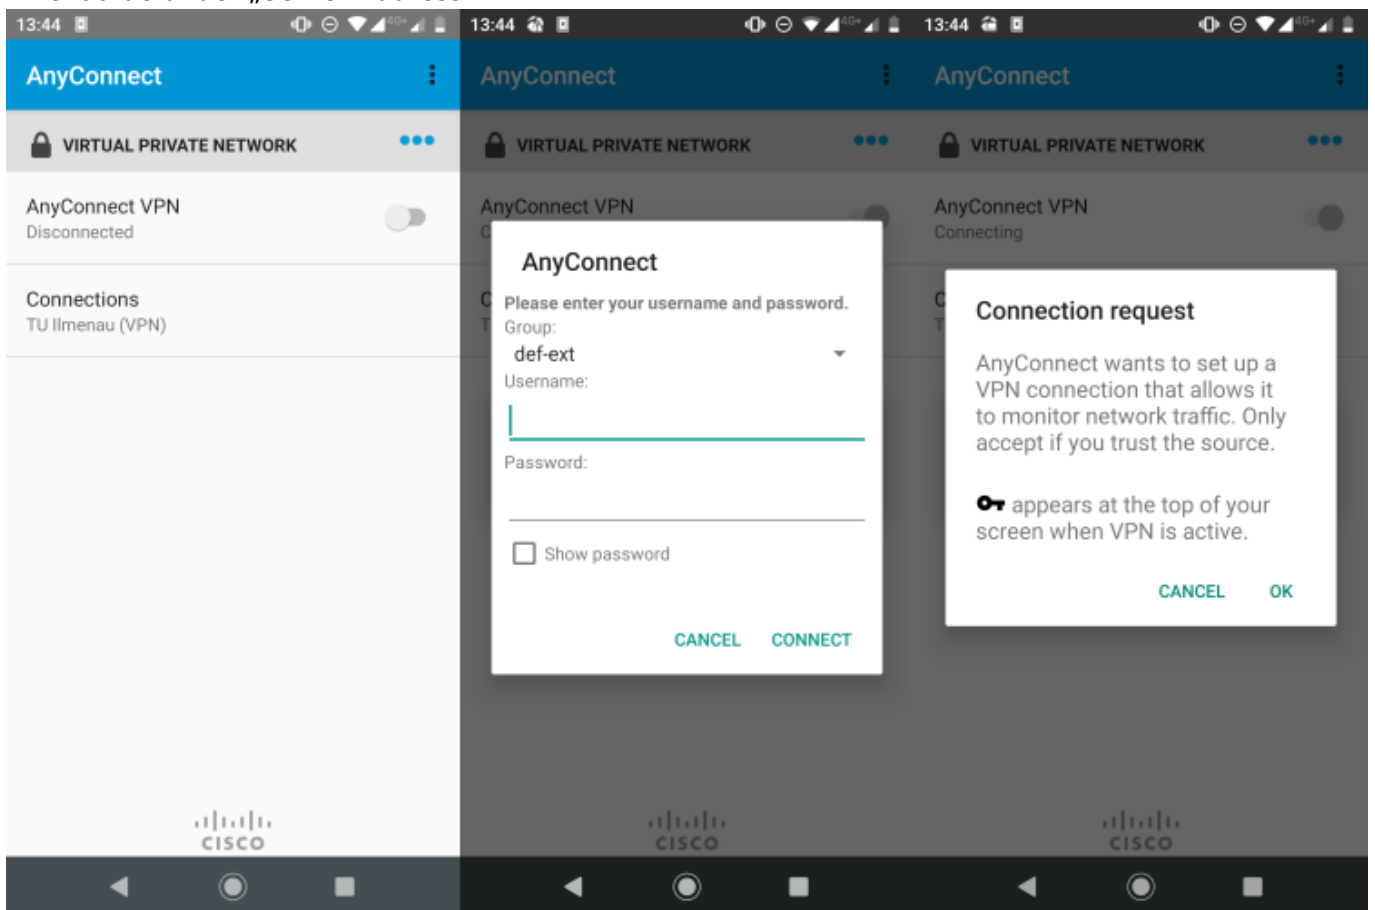 13:44
4G+
AnyConnect
VIRTUAL PRIVATE NETWORK
AnyConnect VPN
Disconnected
Connections
TU Ilmenau (VPN)
CISCO
13:44
4G+
AnyConnect
VIRTUAL PRIVATE NETWORK
AnyConnect VPN
C
AnyConnect
Please enter your username and password.
Group:
def-ext
Username:
Password:
Show password
CANCEL CONNECT
C
T
CISCO
13:44
4G+
AnyConnect
VIRTUAL PRIVATE NETWORK
AnyConnect VPN
Connecting
C
T
Connection request
AnyConnect wants to set up a
VPN connection that allows it
to monitor network traffic. Only
accept if you trust the source.
appears at the top of your
screen when VPN is active.
CANCEL OK
CISCO